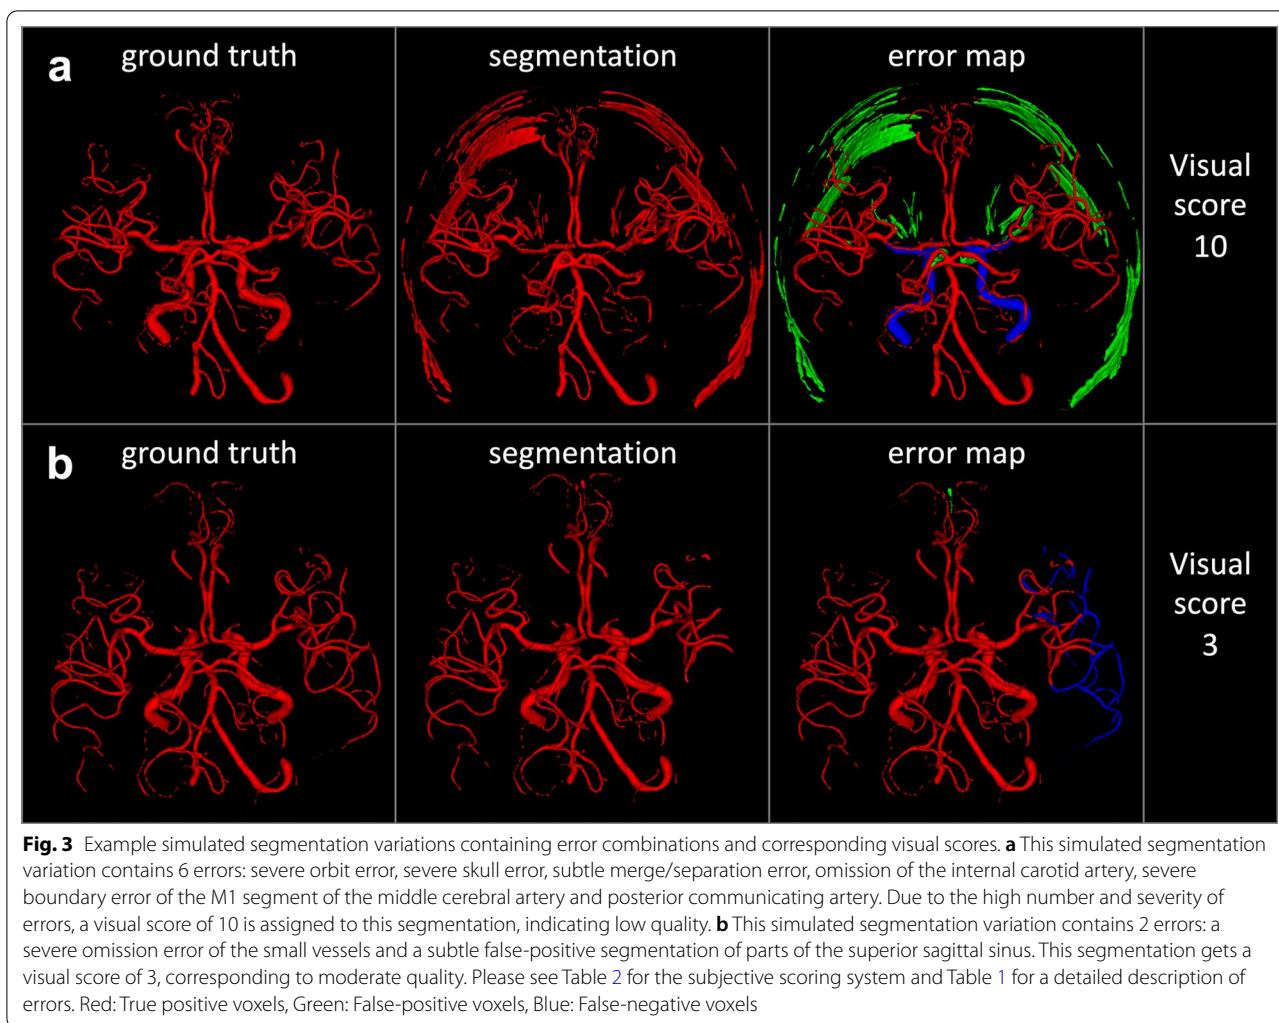 a
ground truth
segmentation
error map
Visual
score
10
b
ground truth
segmentation
error map
Visual
score
3
Fig. 3 Example simulated segmentation variations containing error combinations and corresponding visual scores. a This simulated segmentation
variation contains 6 errors: severe orbit error, severe skull error, subtle merge/separation error, omission of the internal carotid artery, severe
boundary error of the M1 segment of the middle cerebral artery and posterior communicating artery. Due to the high number and severity of
errors, a visual score of 10 is assigned to this segmentation, indicating low quality. b This simulated segmentation variation contains 2 errors: a
severe omission error of the small vessels and a subtle false-positive segmentation of parts of the superior sagittal sinus. This segmentation gets a
visual score of 3, corresponding to moderate quality. Please see Table 2 for the subjective scoring system and Table 1 for a detailed description of
errors. Red: True positive voxels, Green: False-positive voxels, Blue: False-negative voxels